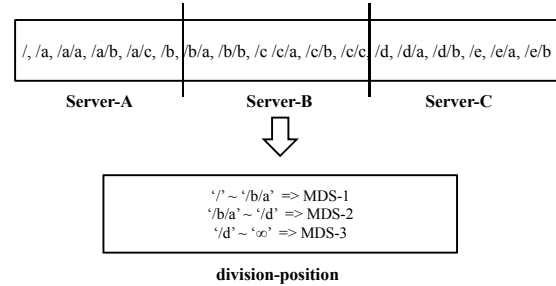 /, /a, /a/a, /a/b, /a/c, /b, /b/a, /b/b, /c /c/a, /c/b, /c/c, /d, /d/a, /d/b, /e, /e/a, /e/b
Server-A Server-B Server-C
‘/’ ~ ‘/b/a’ => MDS-1
‘/b/a’ ~ ‘/d’ => MDS-2
‘/d’ ~ ‘∞’ => MDS-3
division-position